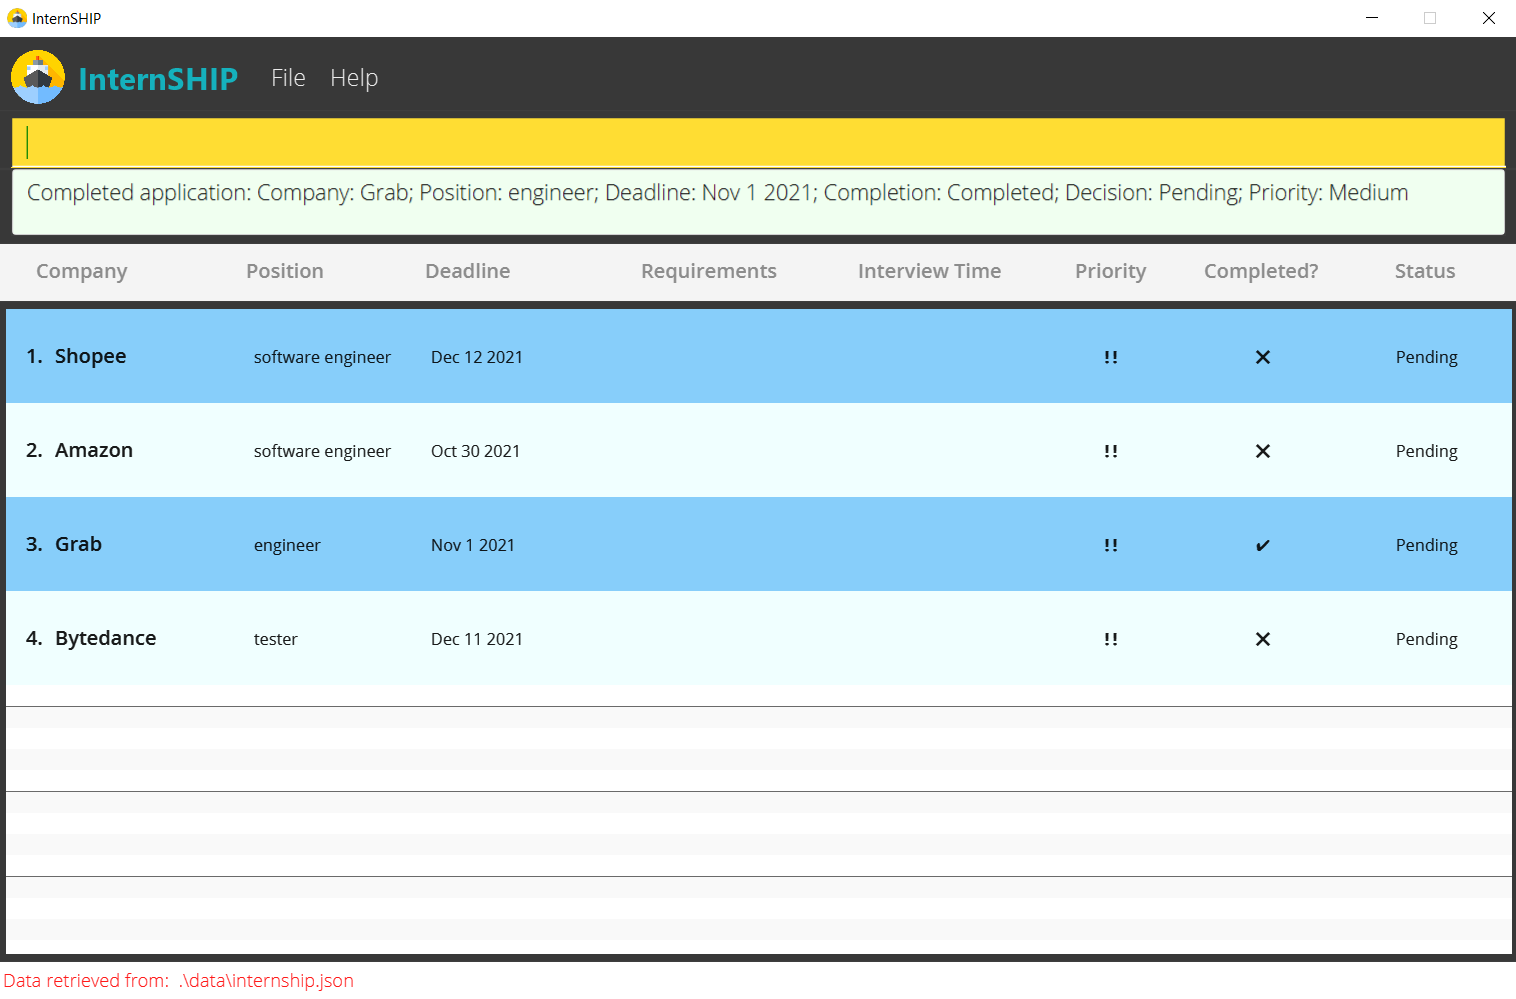 InternSHIP
InternSHIP File Help
Completed application: Company: Grab; Position: engineer; Deadline: Nov 1 2021; Completion: Completed; Decision: Pending; Priority: Medium
Company Position Deadline Requirements Interview Time Priority Completed? Status
1. Shopee software engineer Dec 12 2021 !! ✕ Pending
2. Amazon software engineer Oct 30 2021 !! ✕ Pending
3. Grab engineer Nov 1 2021 !! ✔ Pending
4. Bytedance tester Dec 11 2021 !! ✕ Pending
Data retrieved from: .\data\internship.json